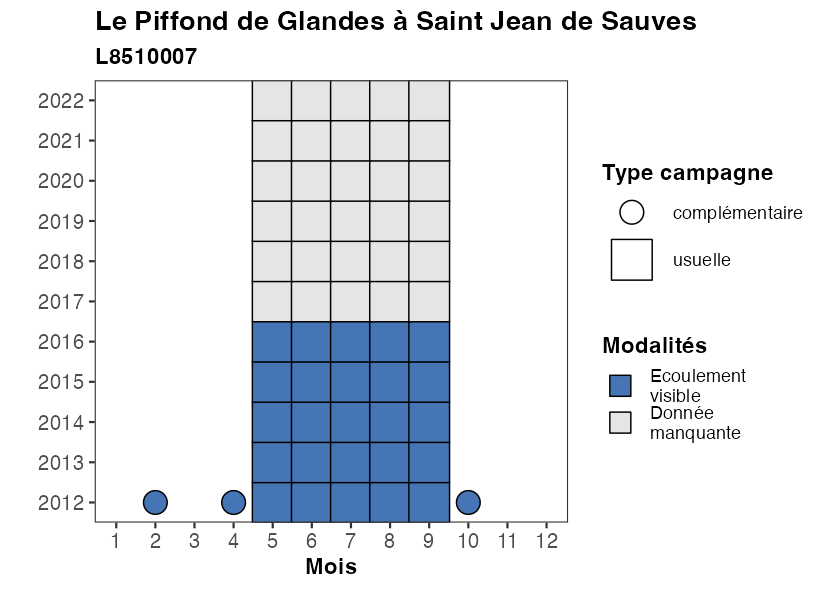 Le Piffond de Glandes à Saint Jean de Sauves
L8510007
2022
2021
2020
2019
2018
2017
2016
2015
2014
2013
2012
1 2 3 4 5 6 7 8 9 10 11 12
Mois
Type campagne
complémentaire
usuelle
Modalités
Ecoulement
visible
Donnée
manquante